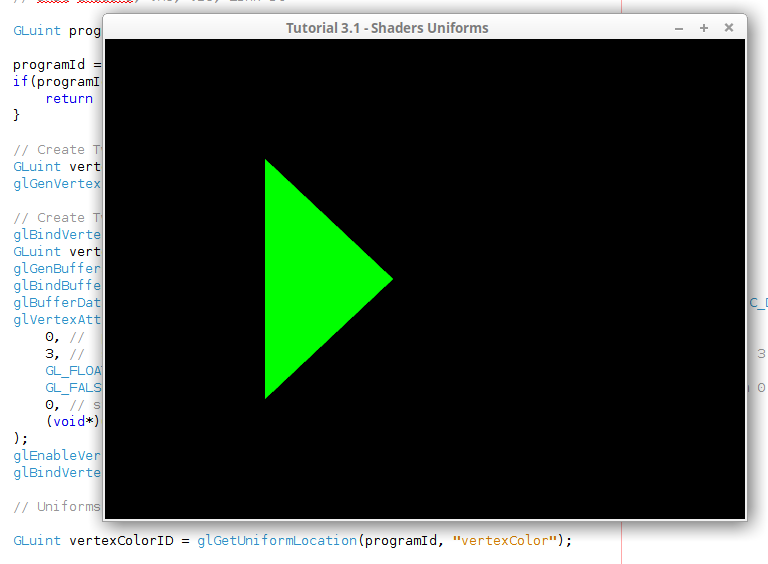 Tutorial 3.1 - Shaders Uniforms
GLuint prog
programId =
if(programI
return
}
// Create T
GLuint vert
glGenVertex
// Create T
glBindVerte
GLuint vert
glGenBuffer
glBindBuffe
glBufferDat C_D
glVertexAtt
0, //
3, // 3
GL_FLOA
GL_FALS 0
0, // s
(void*)
);
glEnableVer
glBindVerte
// Uniforms
GLuint vertexColorID = glGetUniformLocation(programId, "vertexColor");